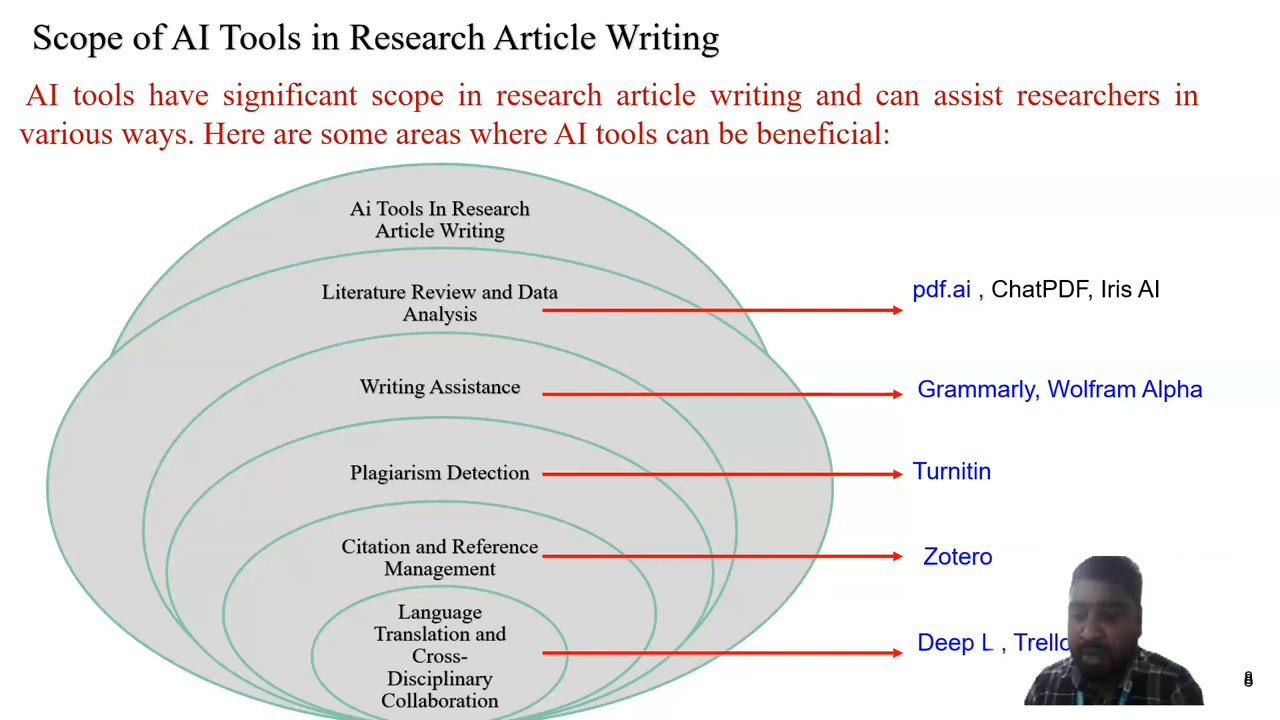 Scope of AI Tools in Research Article Writing
AI tools have significant scope in research article writing and can assist researchers in
various ways. Here are some areas where AI tools can be beneficial:
Ai Tools In Research
Article Writing
Literature Review and Data
Analysis
pdf.ai , ChatPDF, Iris AI
Writing Assistance
Grammarly, Wolfram Alpha
Plagiarism Detection
Turnitin
Citation and Reference
Management
Zotero
Language
Translation and
Cross-
Disciplinary
Collaboration
Deep L , Trello
8